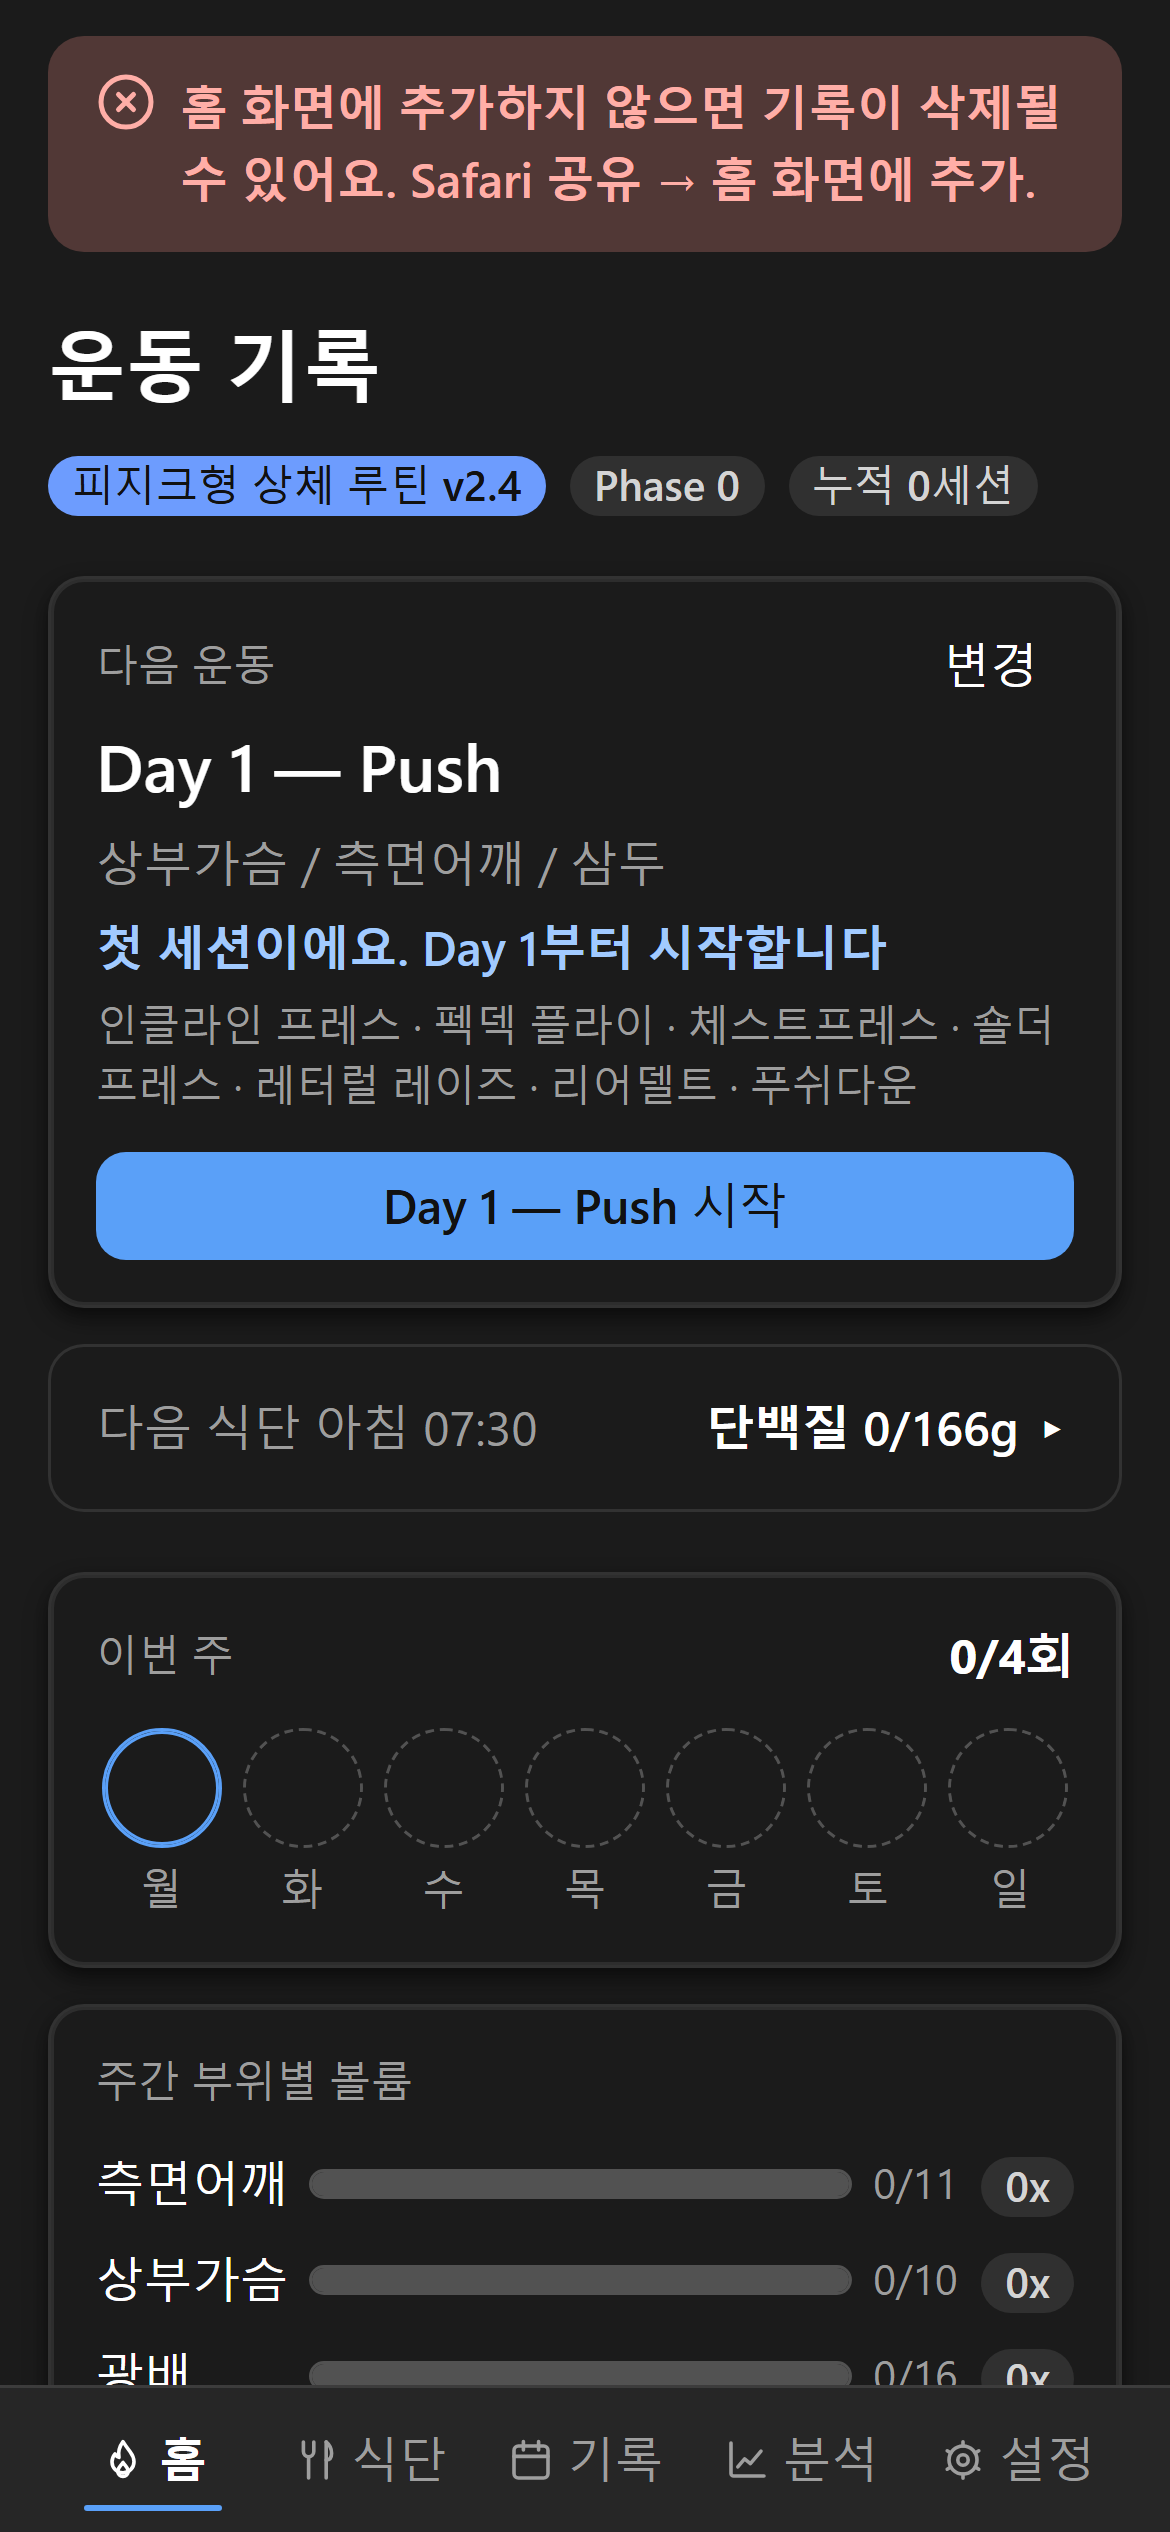 홈 화면에 추가하지 않으면 기록이 삭제될
수 있어요. Safari 공유 → 홈 화면에 추가.
운동 기록
피지크형 상체 루틴 v2.4
Phase 0
누적 0세션
다음 운동
변경
Day 1 — Push
상부가슴 / 측면어깨 / 삼두
첫 세션이에요. Day 1부터 시작합니다
인클라인 프레스 · 펙덱 플라이 · 체스트프레스 · 숄더
프레스 · 레터럴 레이즈 · 리어델트 · 푸쉬다운
Day 1 — Push 시작
다음 식단 아침 07:30
단백질 0/166g ▸
이번 주
0/4회
월 화 수 목 금 토 일
주간 부위별 볼륨
측면어깨 0/11 0x
상부가슴 0/10 0x
광배 0/16 0x
홈 식단 기록 분석 설정